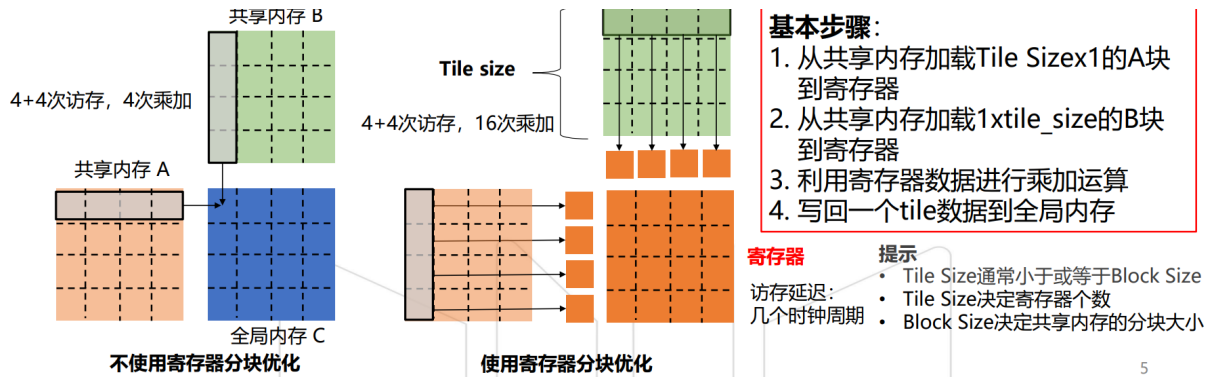 共享内存 B
4+4次访存，4次乘加
共享内存 A
全局内存 C
不使用寄存器分块优化
Tile size
4+4次访存，16次乘加
使用寄存器分块优化
基本步骤：
1. 从共享内存加载Tile Sizex1的A块
到寄存器
2. 从共享内存加载1xtile_size的B块
到寄存器
3. 利用寄存器数据进行乘加运算
4. 写回一个tile数据到全局内存
寄存器
访存延迟：
几个时钟周期
提示
• Tile Size通常小于或等于Block Size
• Tile Size决定寄存器个数
• Block Size决定共享内存的分块大小
5